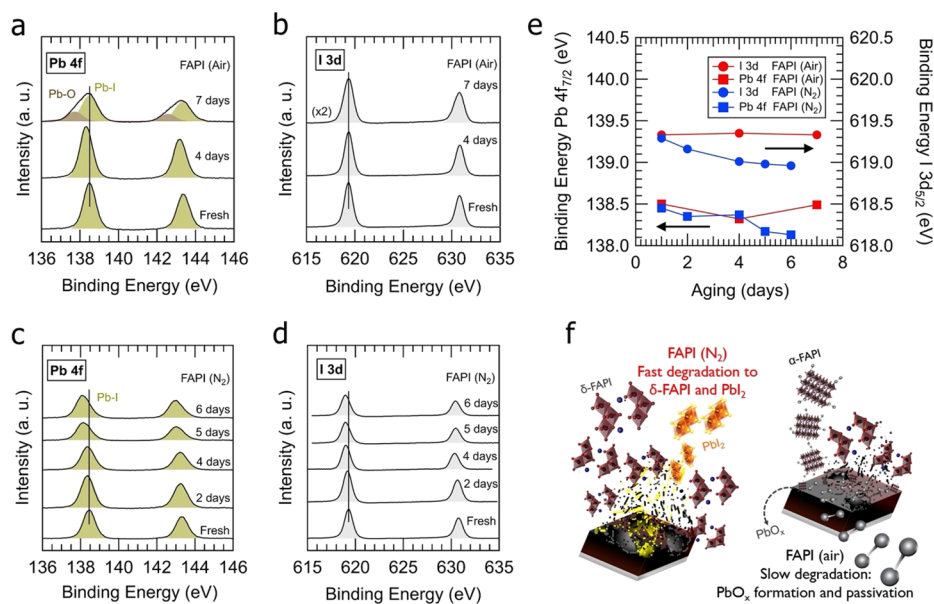 a
Pb 4f
FAPI (Air)
Pb-I
Pb-O
7 days
4 days
Fresh
Intensity (a. u.)
136 138 140 142 144 146
Binding Energy (eV)
b
I 3d
FAPI (Air)
7 days
(x2)
4 days
Fresh
Intensity (a. u.)
615 620 625 630 635
Binding Energy (eV)
c
Pb 4f
FAPI (N₂)
Pb-I
6 days
5 days
4 days
2 days
Fresh
Intensity (a. u.)
136 138 140 142 144 146
Binding Energy (eV)
d
I 3d
FAPI (N₂)
6 days
5 days
4 days
2 days
Fresh
Intensity (a. u.)
615 620 625 630 635
Binding Energy (eV)
e
Binding Energy Pb 4f₇/₂ (eV)
140.5
140.0
139.5
139.0
138.5
138.0
I 3d FAPI (Air)
Pb 4f FAPI (Air)
I 3d FAPI (N₂)
Pb 4f FAPI (N₂)
620.5
620.0
619.5
619.0
618.5
618.0
Binding Energy I 3d₅/₂ (eV)
0 2 4 6 8
Aging (days)
f
FAPI (N₂)
Fast degradation to
δ-FAPI and PbI₂
δ-FAPI
PbI₂
α-FAPI
PbOₓ
FAPI (air)
Slow degradation:
PbOₓ formation and passivation